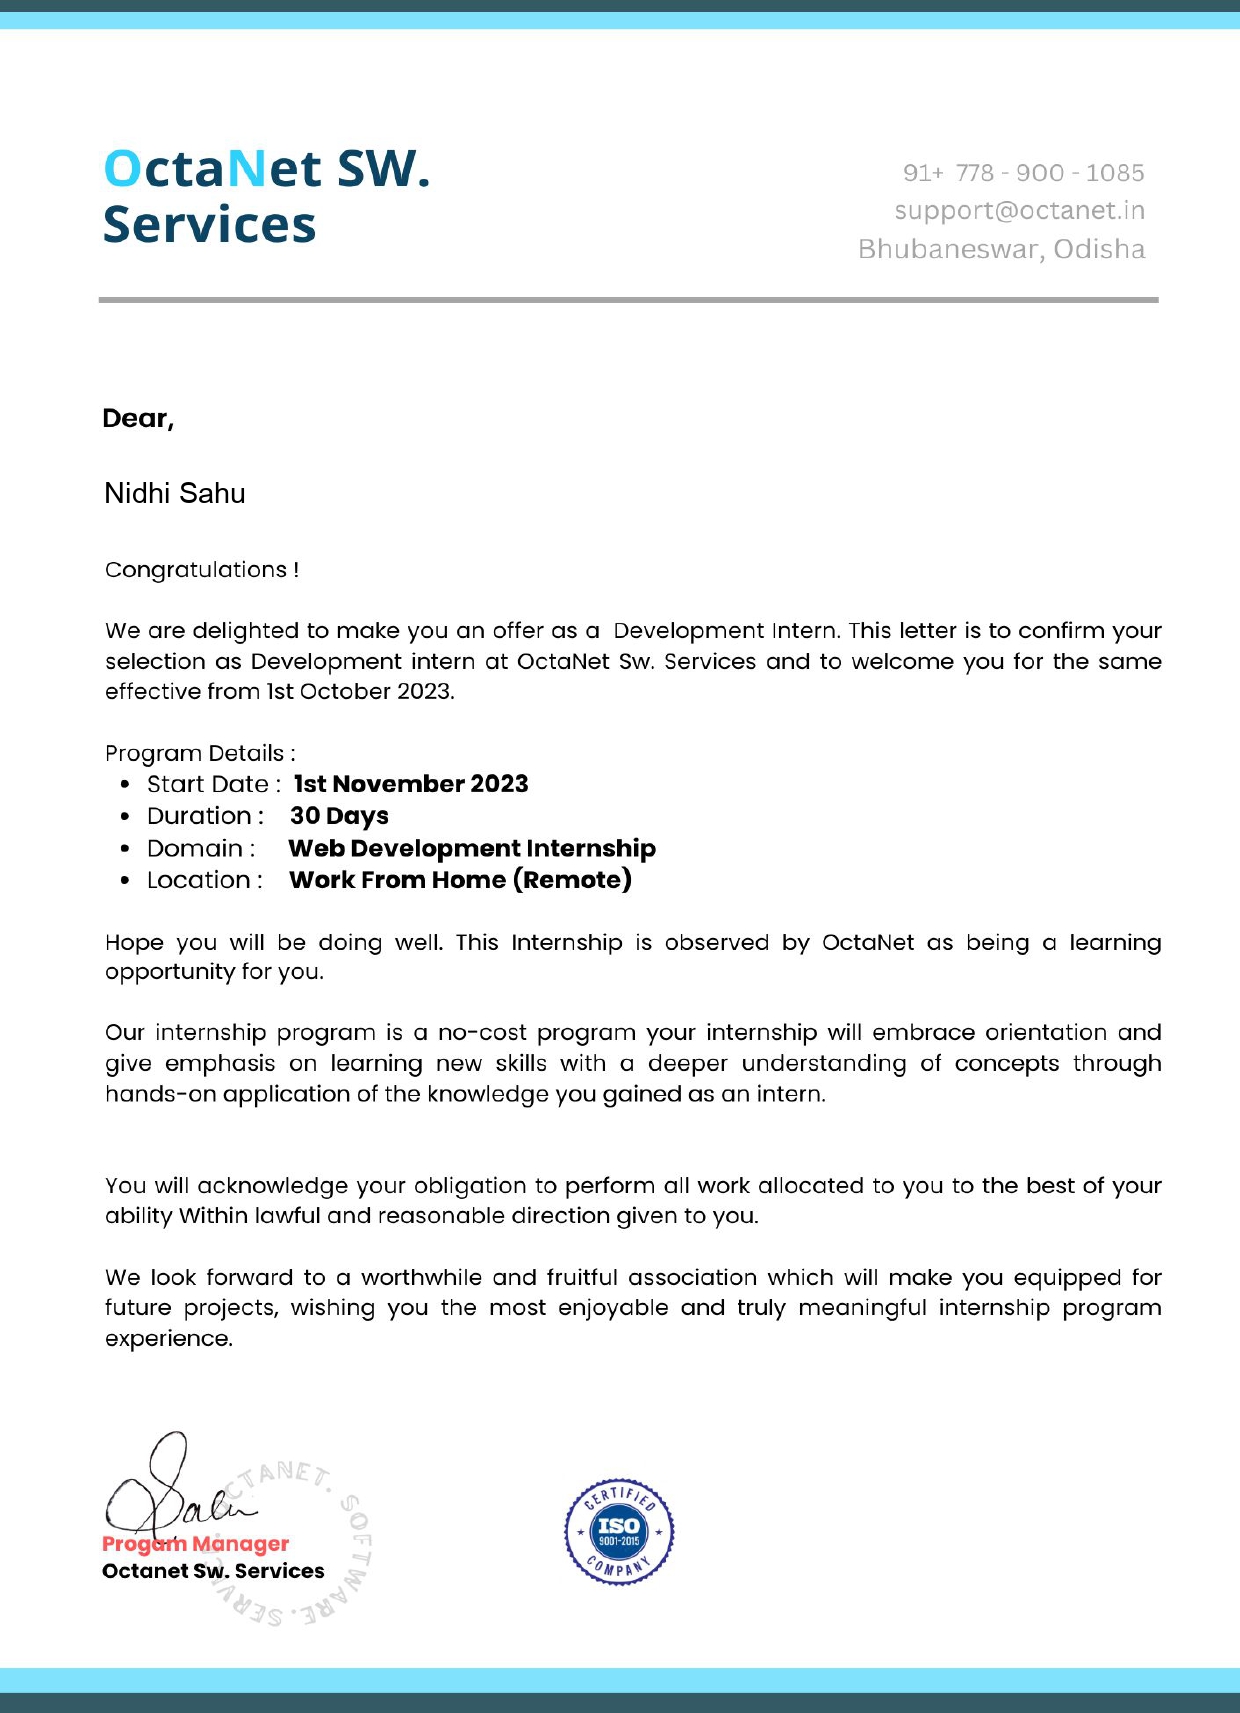 OctaNet SW.
Services
91+ 778 - 900 - 1085
support@octanet.in
Bhubaneswar, Odisha
Dear,
Nidhi Sahu
Congratulations !
We are delighted to make you an offer as a Development Intern. This letter is to confirm your
selection as Development intern at OctaNet Sw. Services and to welcome you for the same
effective from 1st October 2023.
Program Details :
• Start Date : 1st November 2023
• Duration : 30 Days
• Domain : Web Development Internship
• Location : Work From Home (Remote)
Hope you will be doing well. This Internship is observed by OctaNet as being a learning
opportunity for you.
Our internship program is a no-cost program your internship will embrace orientation and
give emphasis on learning new skills with a deeper understanding of concepts through
hands-on application of the knowledge you gained as an intern.
You will acknowledge your obligation to perform all work allocated to you to the best of your
ability Within lawful and reasonable direction given to you.
We look forward to a worthwhile and fruitful association which will make you equipped for
future projects, wishing you the most enjoyable and truly meaningful internship program
experience.
Progam Manager
Octanet Sw. Services
OCTANET. SOFTWARE. SERVICE.
CERTIFIED
ISO
9001-2015
COMPANY